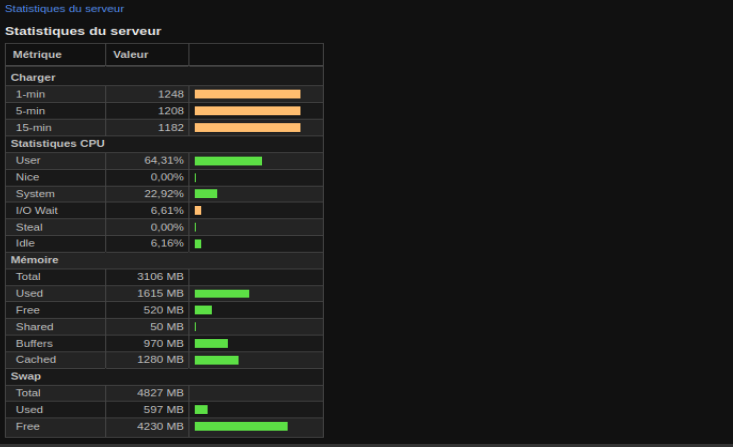 Statistiques du serveur
Statistiques du serveur
Métrique Valeur
Charger
1-min 1248
5-min 1208
15-min 1182
Statistiques CPU
User 64,31%
Nice 0,00%
System 22,92%
I/O Wait 6,61%
Steal 0,00%
Idle 6,16%
Mémoire
Total 3106 MB
Used 1615 MB
Free 520 MB
Shared 50 MB
Buffers 970 MB
Cached 1280 MB
Swap
Total 4827 MB
Used 597 MB
Free 4230 MB